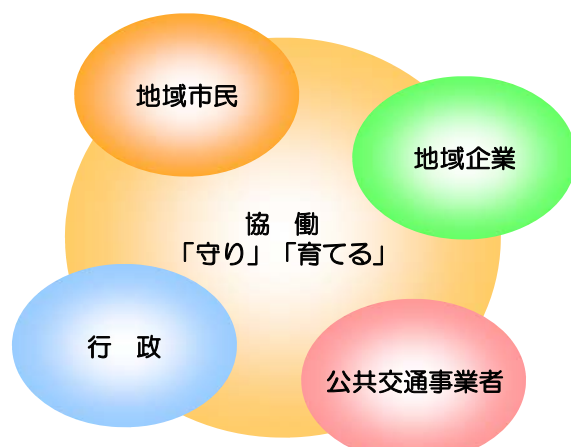 地域市民
地域企業
協　働
「守り」「育てる」
行　政
公共交通事業者